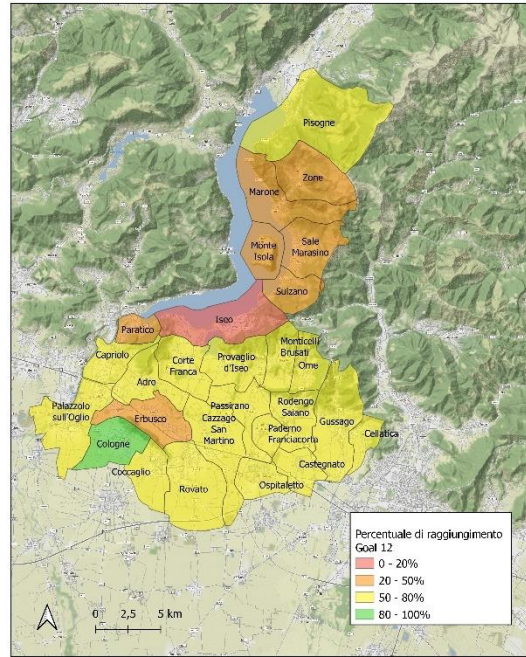 Pisogne
Zone
Marone
Monte
Isola
Sale
Marasino
Sulzano
Iseo
Paratico
Capriolo
Corte
Franca
Provaglio
d'Iseo
Monticelli
Brusati
Ome
Adro
Palazzolo
sull'Oglio
Erbusco
Passirano
Cazzago
San
Martino
Rodengo
Saiano
Gussago
Paderno
Franciacorta
Cellatica
Cologne
Castegnato
Coccaglio
Rovato
Ospitaletto
Percentuale di raggiungimento
Goal 12
0 - 20%
20 - 50%
50 - 80%
80 - 100%
0 2,5 5 km